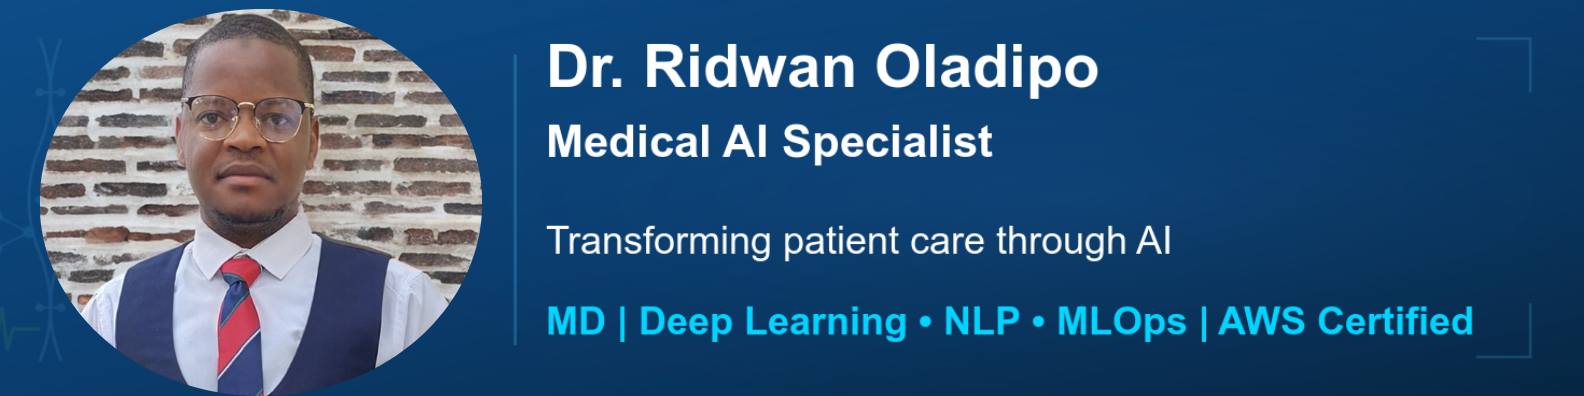 Dr. Ridwan Oladipo
Medical AI Specialist
Transforming patient care through AI
MD | Deep Learning • NLP • MLOps | AWS Certified